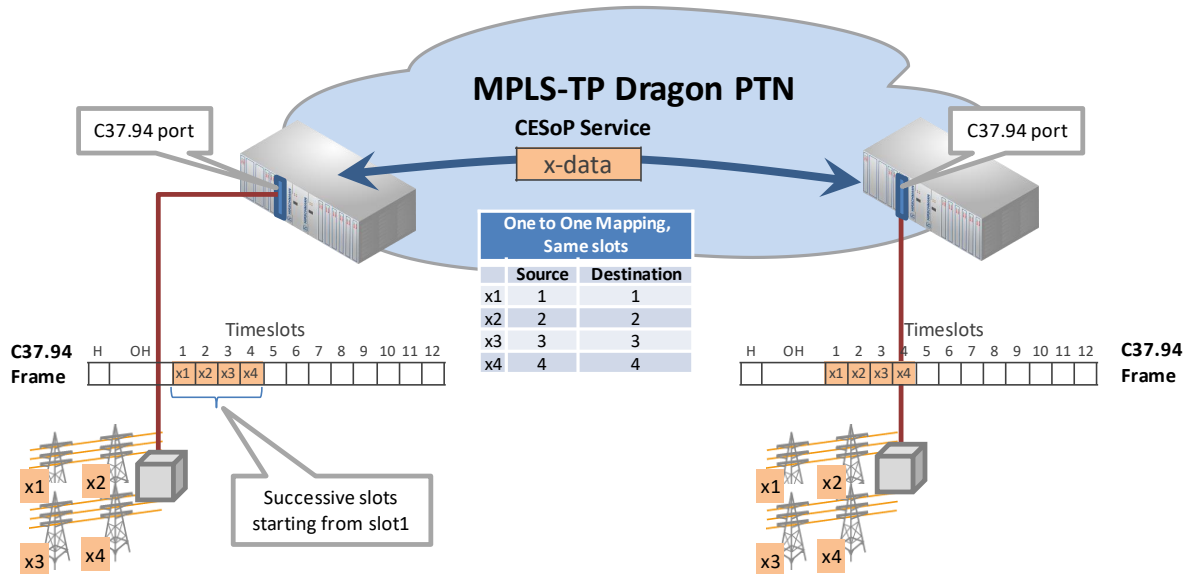 MPLS-TP Dragon PTN
CESoP Service
x-data
C37.94 port
C37.94 port
One to One Mapping,
Same slots
Source Destination
x1 1 1
x2 2 2
x3 3 3
x4 4 4
Timeslots
C37.94
Frame
H OH 1 2 3 4 5 6 7 8 9 10 11 12
x1 x2 x3 x4
Successive slots
starting from slot1
x1
x2
x3
x4
Timeslots
H OH 1 2 3 4 5 6 7 8 9 10 11 12
x1 x2 x3 x4
C37.94
Frame
x1
x2
x3
x4